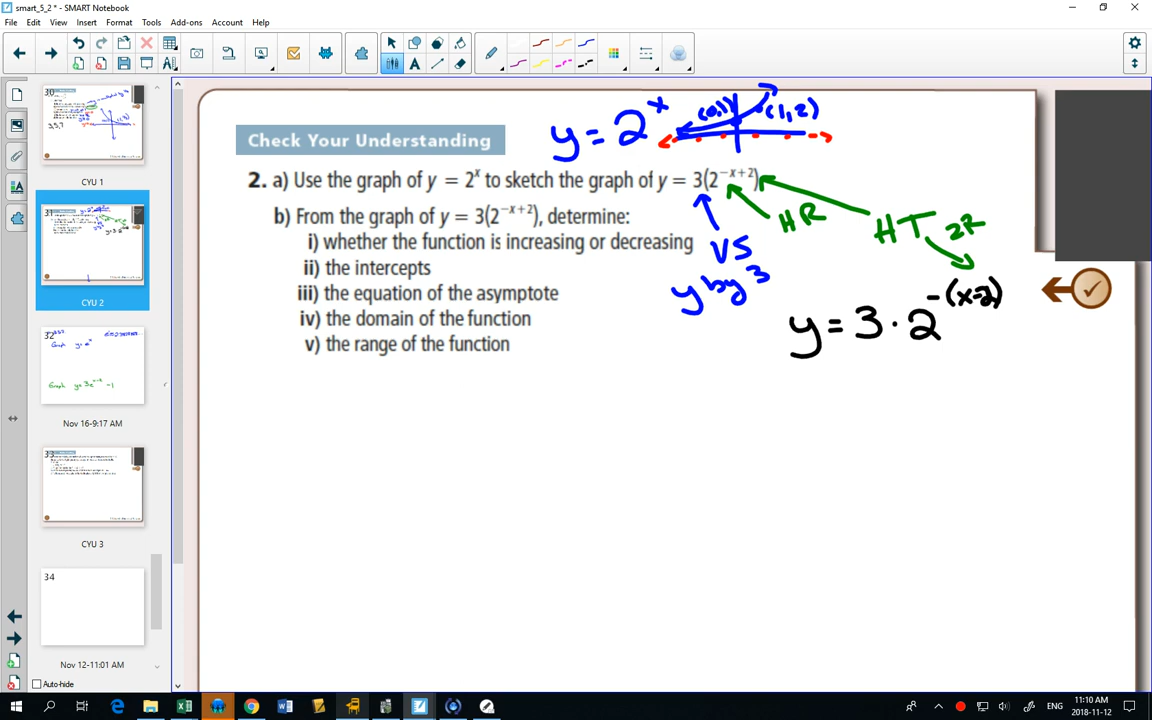 smart_5_2 * - SMART Notebook
File Edit View Insert Format Tools Add-ons Account Help
CYU 1
CYU 2
Nov 16-9:17 AM
CYU 3
34
Nov 12-11:01 AM
Auto-hide
y = 2^x
(0,1)
(1,2)
Check Your Understanding
2. a) Use the graph of y = 2^x to sketch the graph of y = 3(2^{-x+2})
b) From the graph of y = 3(2^{-x+2}), determine:
i) whether the function is increasing or decreasing
ii) the intercepts
iii) the equation of the asymptote
iv) the domain of the function
v) the range of the function
VS
y by 3
HR
HT 2R
y = 3 · 2^{-(x-2)}
ENG
11:10 AM
2018-11-12